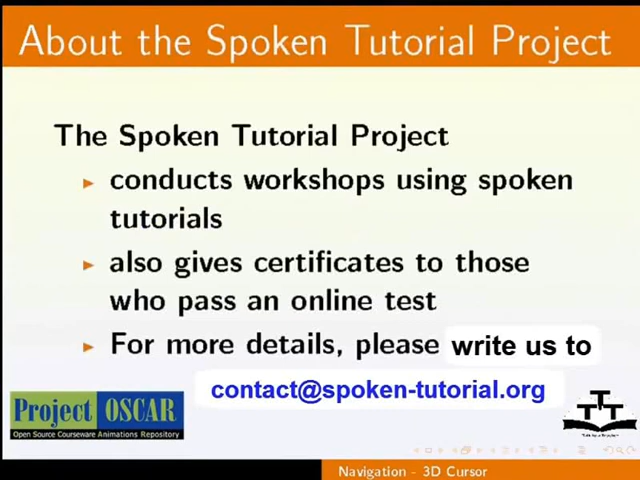 About the Spoken Tutorial Project
The Spoken Tutorial Project
conducts workshops using spoken
tutorials
also gives certificates to those
who pass an online test
For more details, please write us to
contact@spoken-tutorial.org
Project OSCAR
Open Source Courseware Animations Repository
Navigation - 3D Cursor